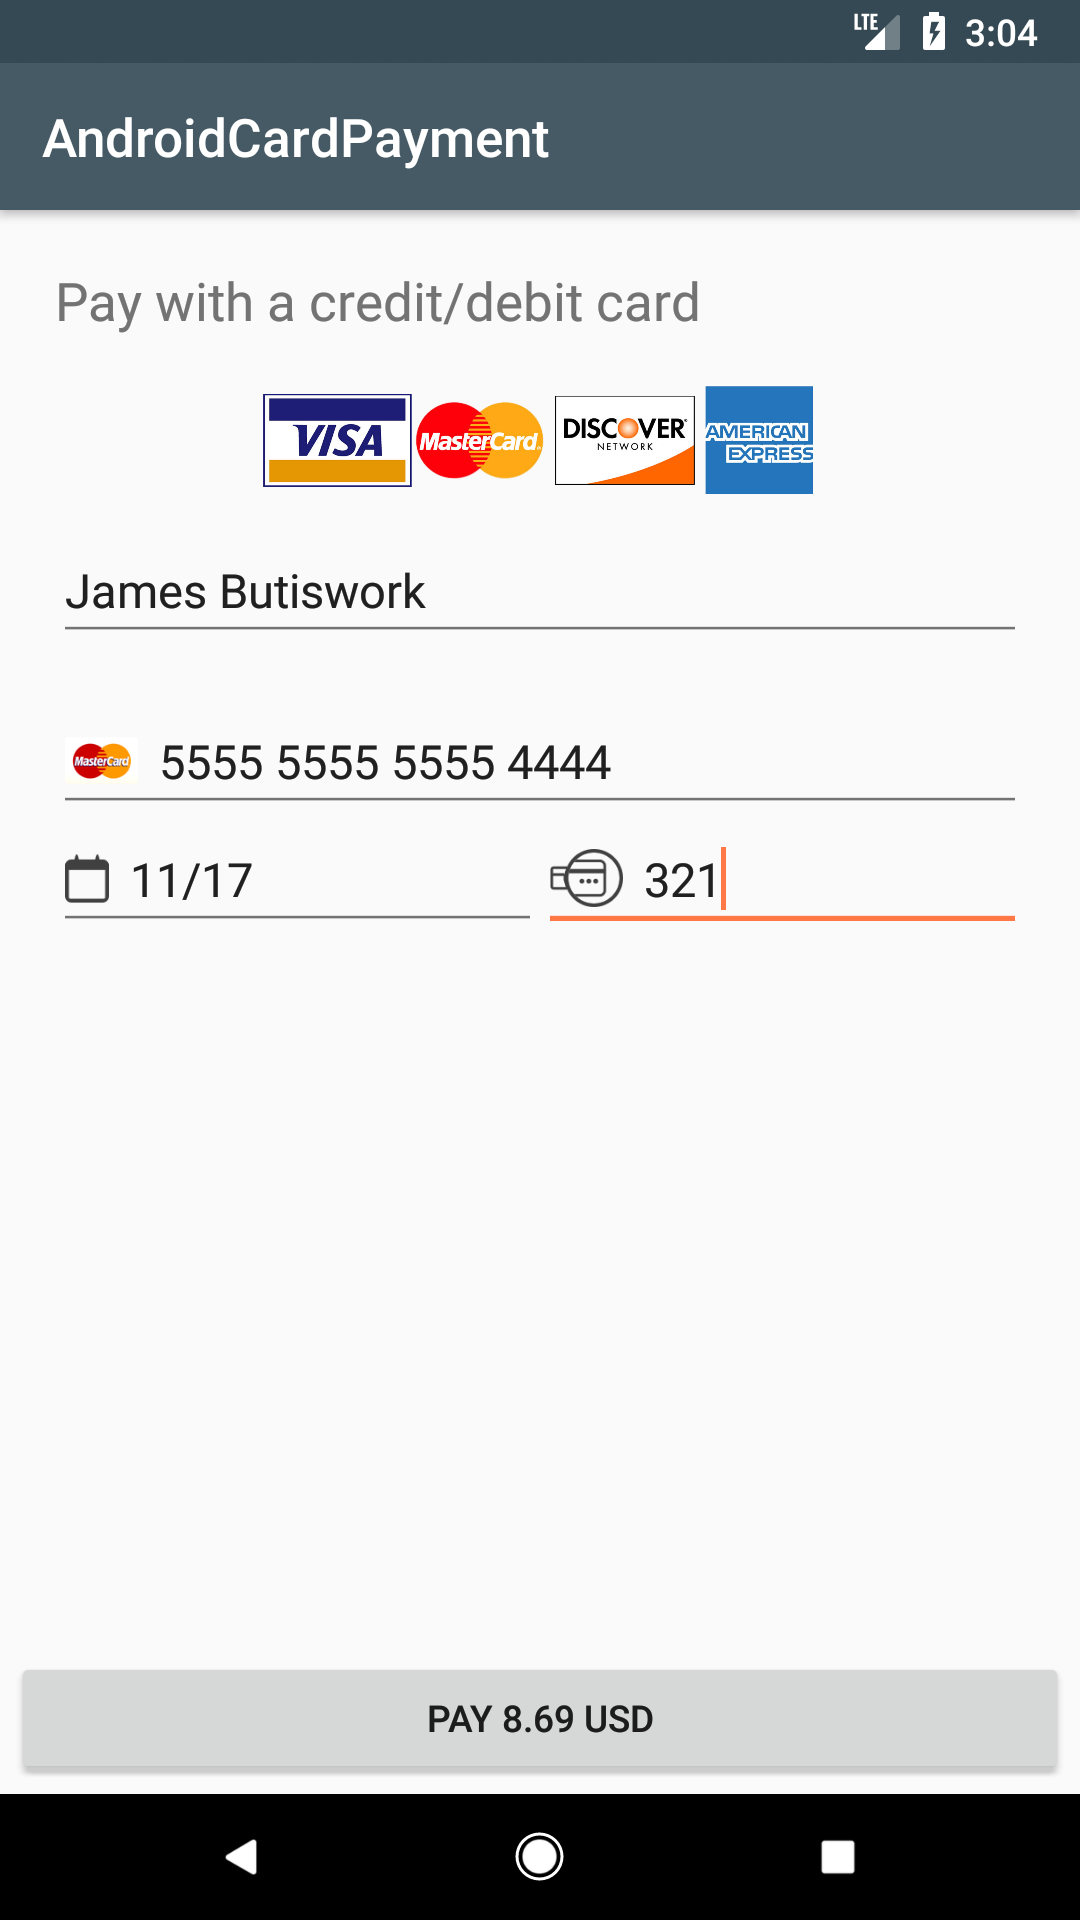 LTE 3:04
AndroidCardPayment
Pay with a credit/debit card
VISA MasterCard DISCOVER AMERICAN
NETWORK EXPRESS
James Butiswork
MasterCard 5555 5555 5555 4444
11/17 321
PAY 8.69 USD